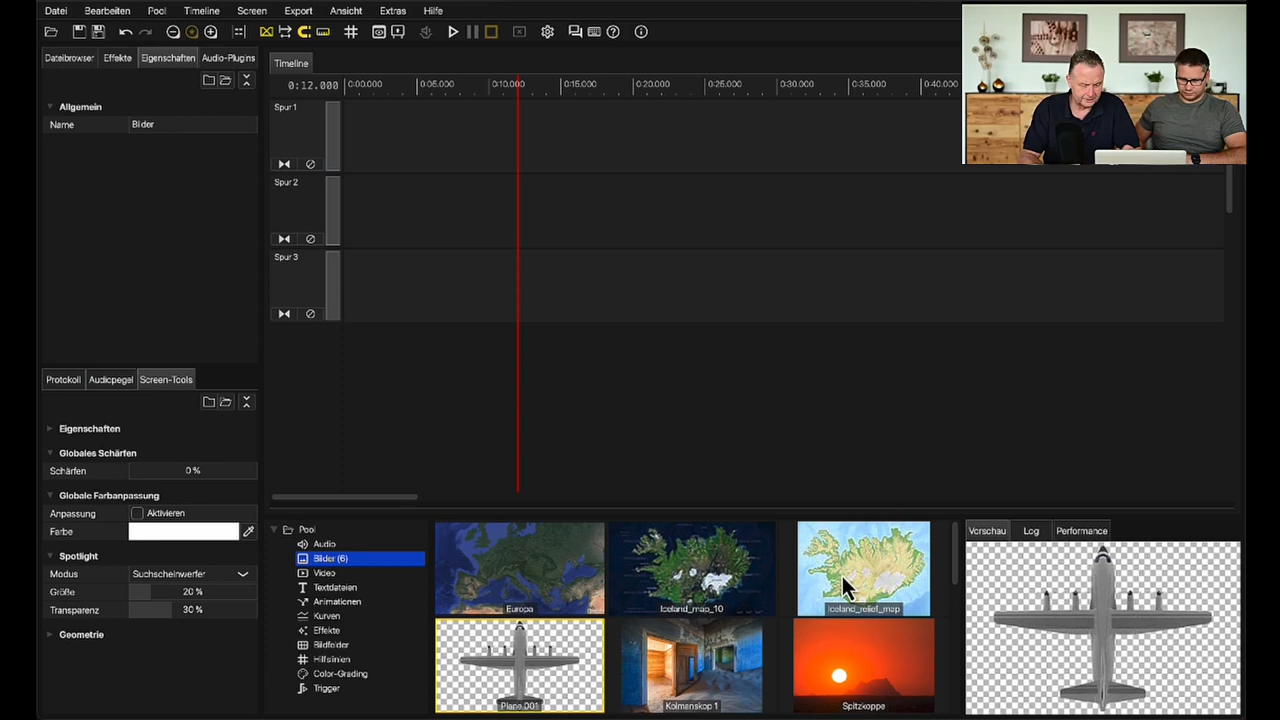 Datei Bearbeiten Pool Timeline Screen Export Ansicht Extras Hilfe
Dateibrowser Effekte Eigenschaften Audio-Plugins
Timeline
0:12.000 0:00.000 0:05.000 0:10.000 0:15.000 0:20.000 0:25.000 0:30.000 0:35.000 0:40.000
Allgemein
Name Bilder
Spur 1
Spur 2
Spur 3
Protokoll Audiopegel Screen-Tools
Eigenschaften
Globales Schärfen
Schärfen 0 %
Globale Farbanpassung
Anpassung Aktivieren
Farbe
Spotlight
Modus Suchscheinwerfer
Größe 20 %
Transparenz 30 %
Geometrie
Pool
Audio
Bilder (6)
Video
Textdateien
Animationen
Kurven
Effekte
Bildfelder
Hilfslinien
Color-Grading
Trigger
Europa Iceland_map_10 Iceland_relief_map
Plane 001 Kolmanskop 1 Spitzkoppe
Vorschau Log Performance